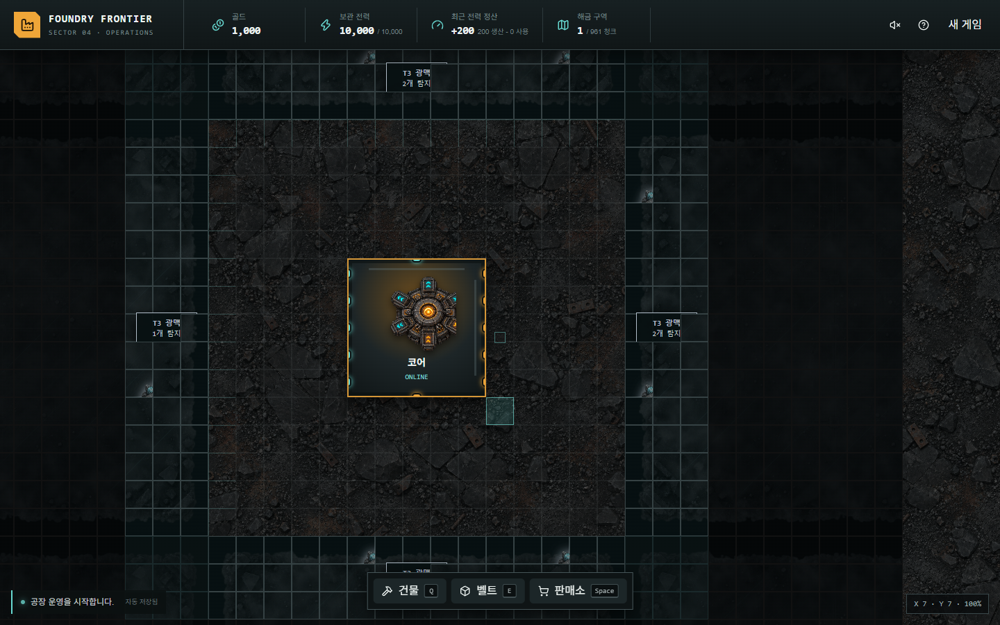 FOUNDRY FRONTIER
SECTOR 04 · OPERATIONS
골드
1,000
보관 전력
10,000 / 10,000
최근 전력 정산
+200 200 생산 - 0 사용
해금 구역
1 / 961 청크
새 게임
T3 광맥
2개 탐지
T3 광맥
1개 탐지
T3 광맥
2개 탐지
코어
ONLINE
T3 광맥
공장 운영을 시작합니다. 자동 저장됨
건물 Q
벨트 E
판매소 Space
X 7 · Y 7 · 100%